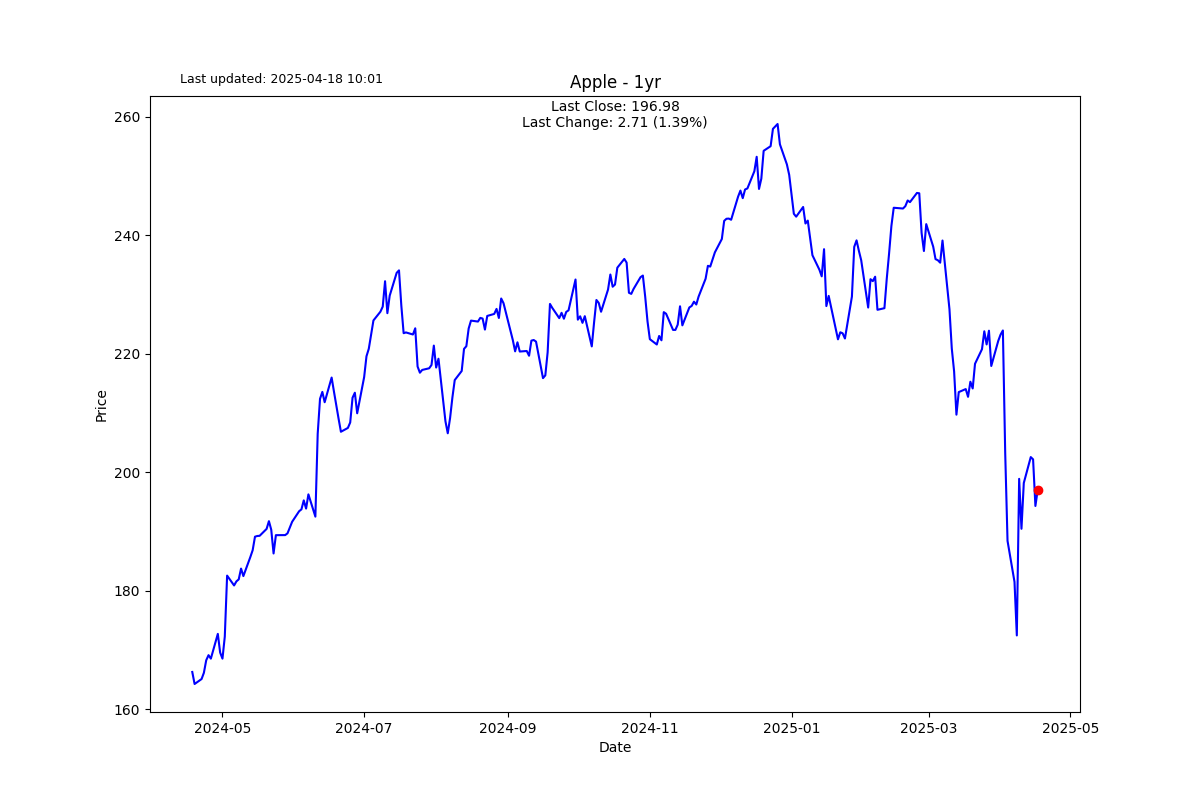 Last updated: 2025-04-18 10:01
Apple - 1yr
Last Close: 196.98
Last Change: 2.71 (1.39%)
260
240
220
200
180
160
Price
2024-05
2024-07
2024-09
2024-11
2025-01
2025-03
2025-05
Date